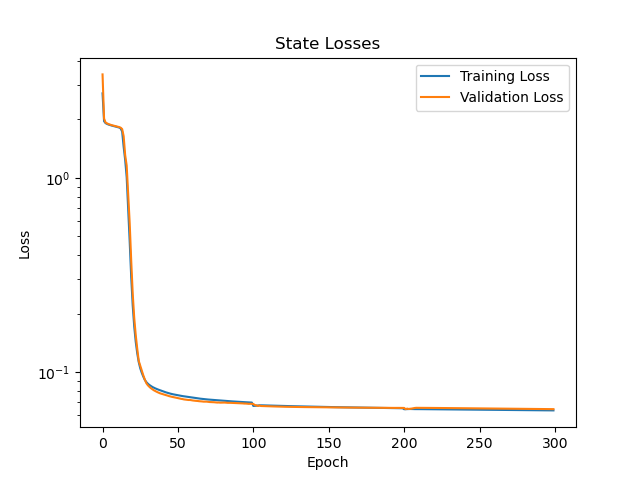 State Losses
Training Loss
Validation Loss
10⁰
10⁻¹
Loss
0 50 100 150 200 250 300
Epoch